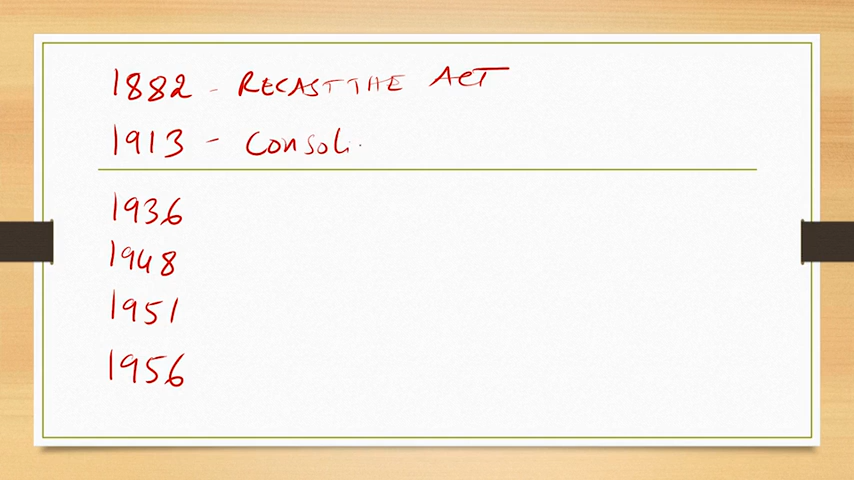 1882 - RECAST THE ACT
1913 - Consoli
1936
1948
1951
1956